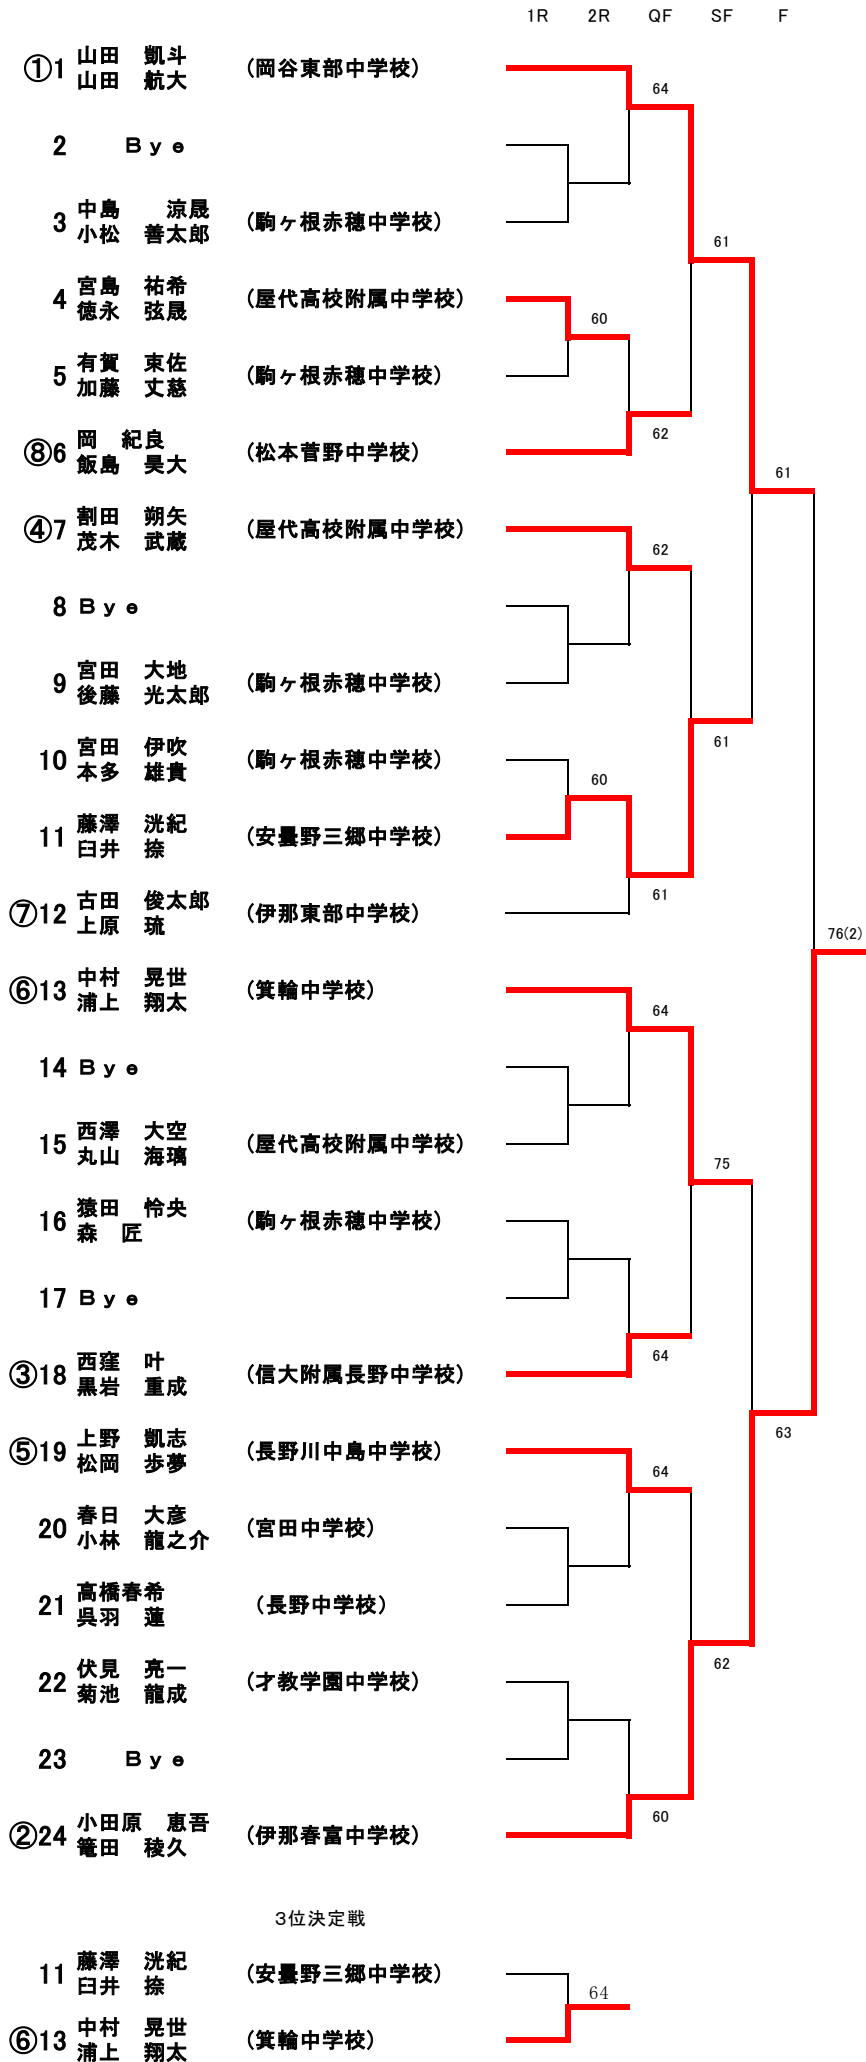 1R 2R QF SF F
①1 山田 凱斗 (岡谷東部中学校)
山田 航大
64
2 Bye
3 中島 涼晟 (駒ヶ根赤穂中学校)
小松 善太郎
61
4 宮島 祐希 (屋代高校附属中学校)
徳永 弦晟
60
5 有賀 東佐 (駒ヶ根赤穂中学校)
加藤 丈慈
62
⑧6 岡 紀良 (松本菅野中学校)
飯島 昊大
61
④7 割田 朔矢 (屋代高校附属中学校)
茂木 武蔵
62
8 Bye
9 宮田 大地 (駒ヶ根赤穂中学校)
後藤 光太郎
61
10 宮田 伊吹 (駒ヶ根赤穂中学校)
本多 雄貴
60
11 藤澤 洸紀 (安曇野三郷中学校)
臼井 捺
61
⑦12 古田 俊太郎 (伊那東部中学校)
上原 琉
76(2)
⑥13 中村 晃世 (箕輪中学校)
浦上 翔太
64
14 Bye
15 西澤 大空 (屋代高校附属中学校)
丸山 海璃
75
16 猿田 怜央 (駒ヶ根赤穂中学校)
森 匠
17 Bye
64
③18 西窪 叶 (信大附属長野中学校)
黒岩 重成
63
⑤19 上野 凱志 (長野川中島中学校)
松岡 歩夢
64
20 春日 大彦 (宮田中学校)
小林 龍之介
21 高橋春希 (長野中学校)
呉羽 蓮
62
22 伏見 亮一 (才教学園中学校)
菊池 龍成
23 Bye
60
②24 小田原 恵吾 (伊那春富中学校)
篭田 稜久
3位決定戦
11 藤澤 洸紀 (安曇野三郷中学校)
臼井 捺
64
⑥13 中村 晃世 (箕輪中学校)
浦上 翔太